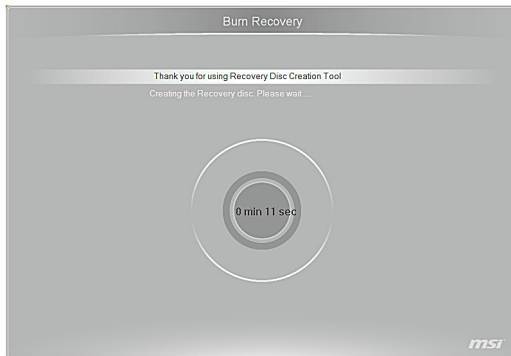 Burn Recovery
Thank you for using Recovery Disc Creation Tool
Creating the Recovery disc. Please wait.....
0 min 11 sec
msi